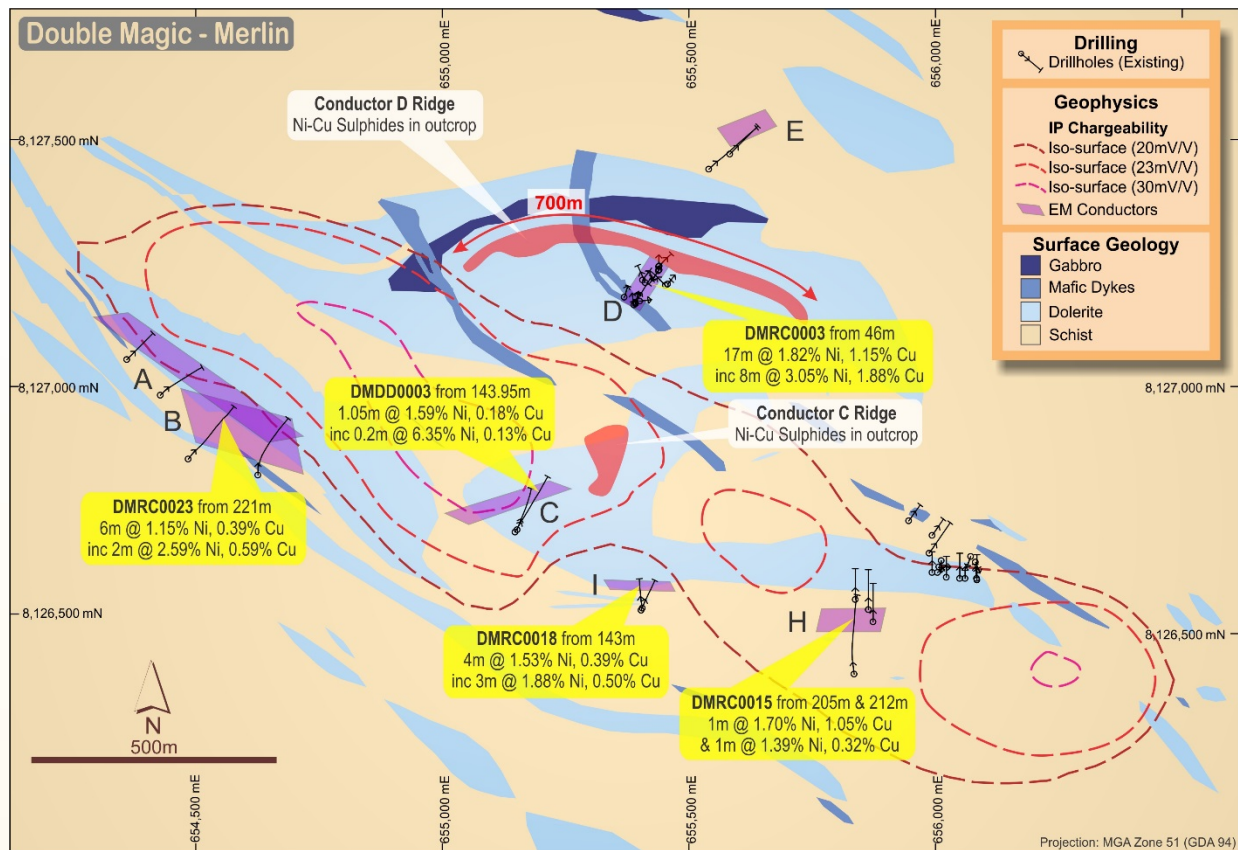 Double Magic - Merlin
655,000 mE
655,500 mE
656,000 mE
Drilling
Drillholes (Existing)
Geophysics
IP Chargeability
Iso-surface (20mV/V)
Iso-surface (23mV/V)
Iso-surface (30mV/V)
EM Conductors
Surface Geology
Gabbro
Mafic Dykes
Dolerite
Schist
Conductor D Ridge
Ni-Cu Sulphides in outcrop
8,127,500 mN
E
700m
D
DMRC0003 from 46m
17m @ 1.82% Ni, 1.15% Cu
inc 8m @ 3.05% Ni, 1.88% Cu
A
8,127,000 mN
8,127,000 mN
DMDD0003 from 143.95m
1.05m @ 1.59% Ni, 0.18% Cu
inc 0.2m @ 6.35% Ni, 0.13% Cu
Conductor C Ridge
Ni-Cu Sulphides in outcrop
B
DMRC0023 from 221m
6m @ 1.15% Ni, 0.39% Cu
inc 2m @ 2.59% Ni, 0.59% Cu
C
I
8,126,500 mN
H
8,126,500 mN
DMRC0018 from 143m
4m @ 1.53% Ni, 0.39% Cu
inc 3m @ 1.88% Ni, 0.50% Cu
DMRC0015 from 205m & 212m
1m @ 1.70% Ni, 1.05% Cu
& 1m @ 1.39% Ni, 0.32% Cu
N
500m
654,500 mE
655,000 mE
655,500 mE
656,000 mE
Projection: MGA Zone 51 (GDA 94)